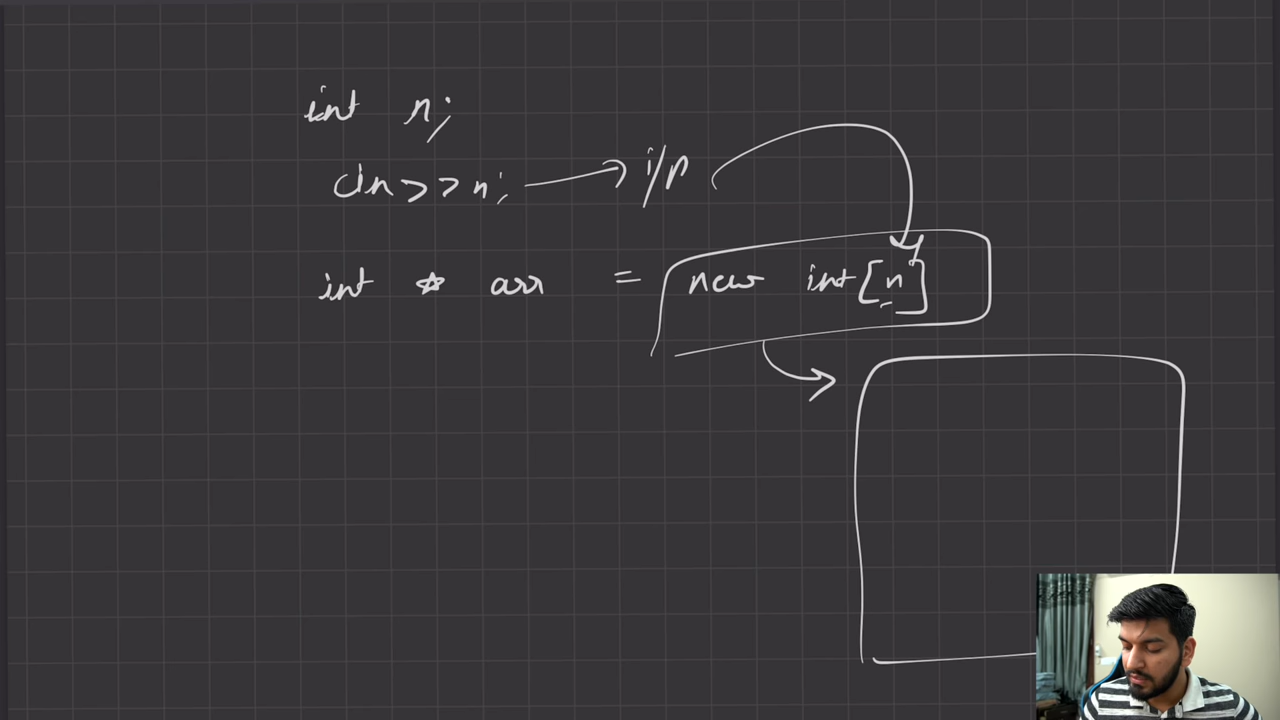 int n;
cin>>n; → i/p
int * arr = new int[n]